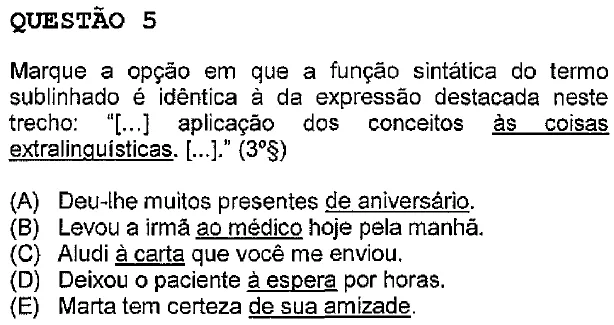 QUESTÃO 5
Marque a opção em que a função sintática do termo
sublinhado é idêntica à da expressão destacada neste
trecho: "[...] aplicação dos conceitos às coisas
extralinguísticas. [...]." (3º§)
(A) Deu-lhe muitos presentes de aniversário.
(B) Levou a irmã ao médico hoje pela manhã.
(C) Aludi à carta que você me enviou.
(D) Deixou o paciente à espera por horas.
(E) Marta tem certeza de sua amizade.